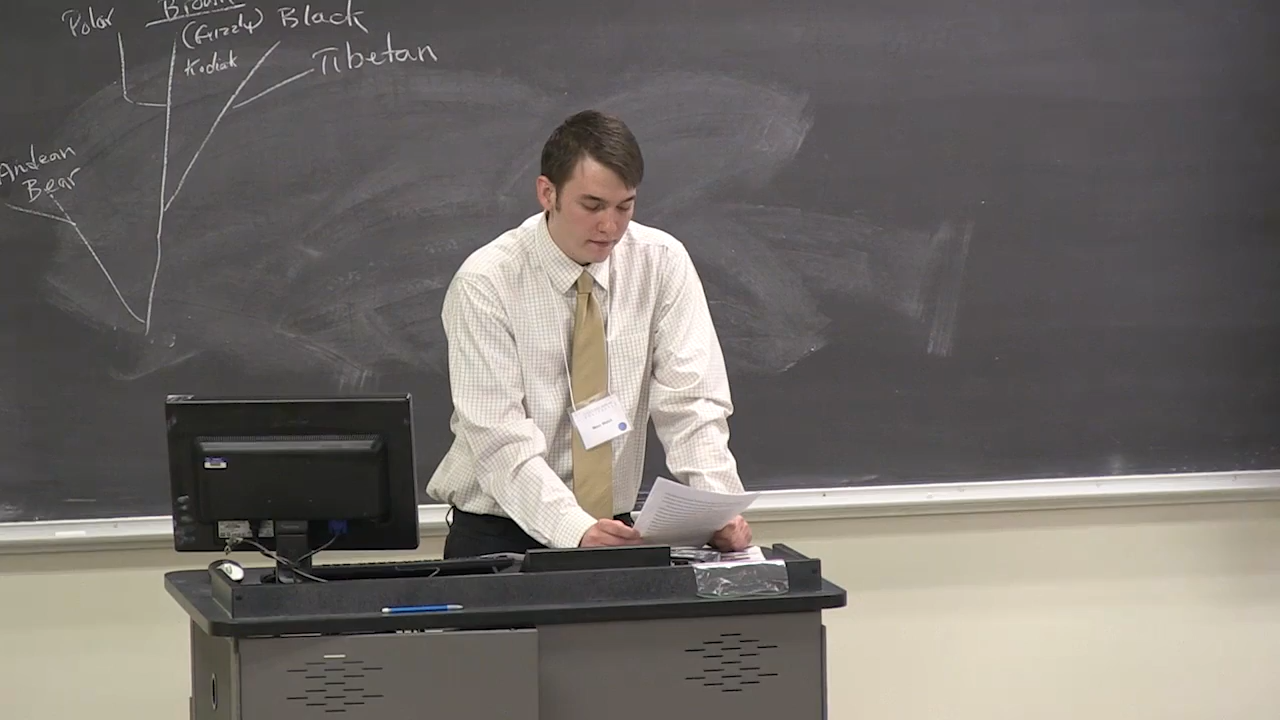 Polar
Brown
(Grizzly)
Kodiak
Black
Tibetan
Andean
Bear